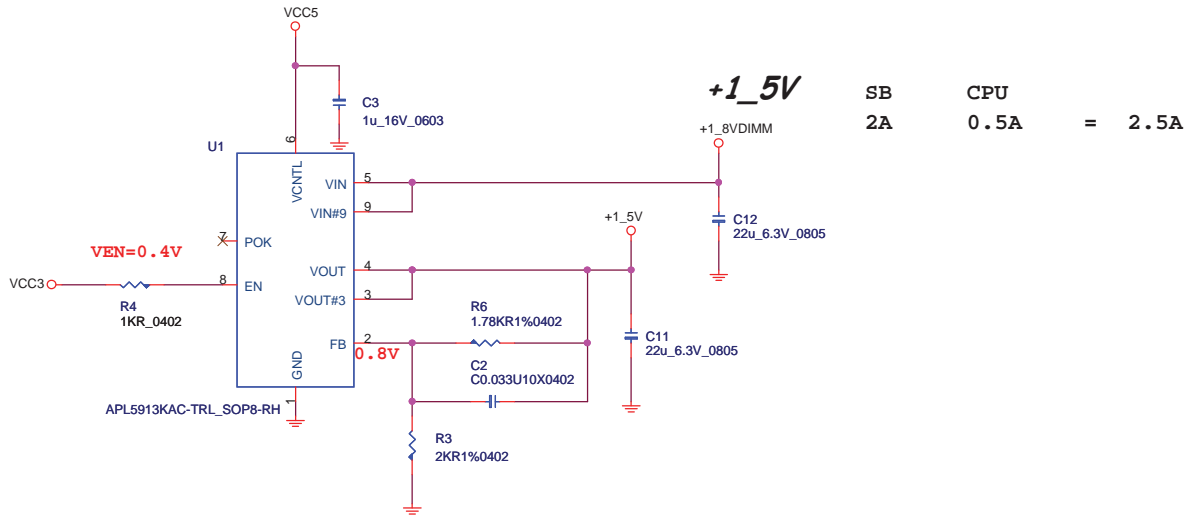 VCC5
+1_5V SB CPU
C3
1u_16V_0603
2A 0.5A = 2.5A
+1_8VDIMM
U1
6
VCNTL
VIN 5
VIN#9 9
C12
22u_6.3V_0805
+1_5V
7 POK
VEN=0.4V
VOUT 4
VCC3 8 EN
VOUT#3 3
R4
1KR_0402
R6
1.78KR1%0402
FB 2
0.8V
C11
22u_6.3V_0805
C2
C0.033U10X0402
GND
1
APL5913KAC-TRL_SOP8-RH
R3
2KR1%0402